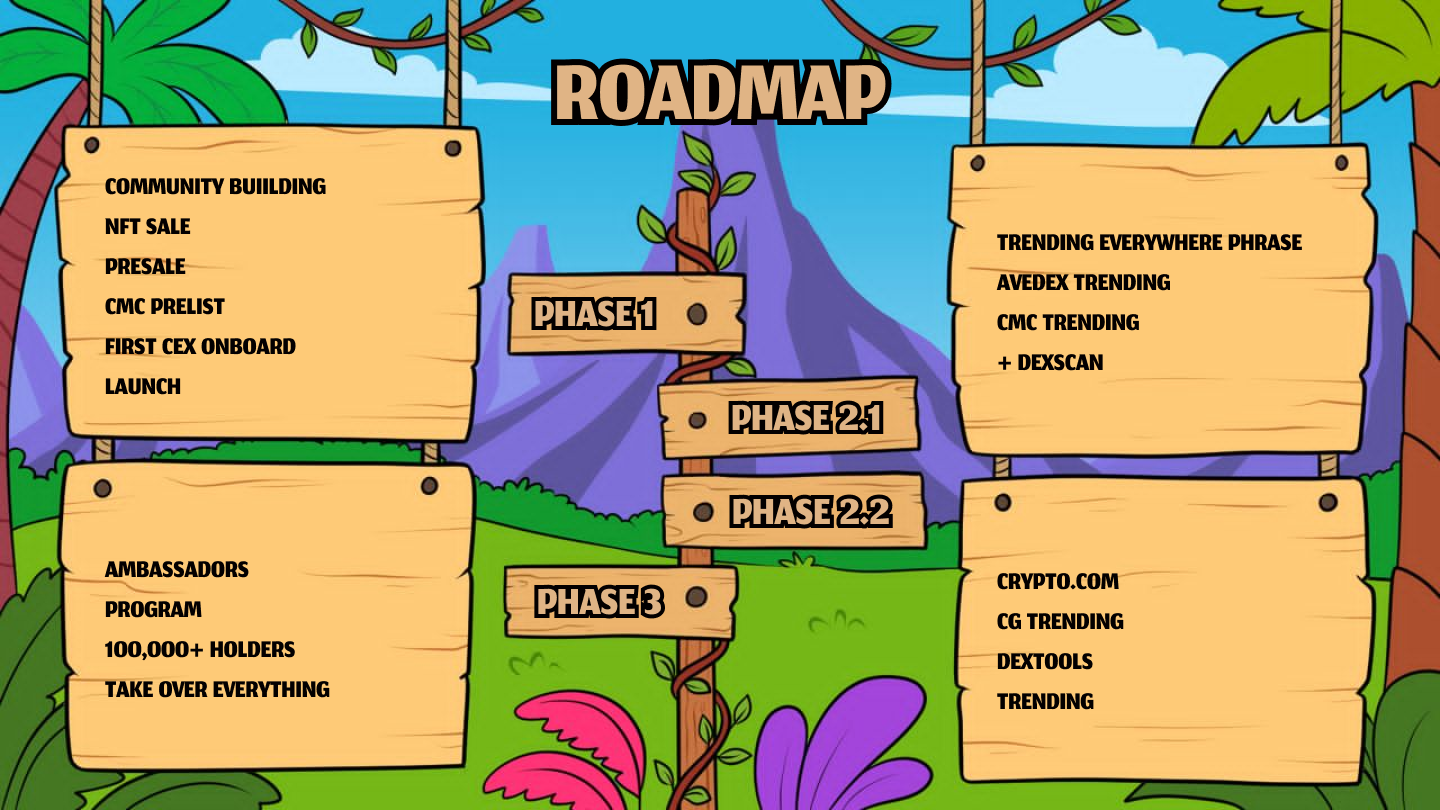 ROADMAP
COMMUNITY BUIILDING
NFT SALE
PRESALE
CMC PRELIST
FIRST CEX ONBOARD
LAUNCH
PHASE 1
PHASE 2.1
PHASE 2.2
PHASE 3
TRENDING EVERYWHERE PHRASE
AVEDEX TRENDING
CMC TRENDING
+ DEXSCAN
AMBASSADORS
PROGRAM
100,000+ HOLDERS
TAKE OVER EVERYTHING
CRYPTO.COM
CG TRENDING
DEXTOOLS
TRENDING